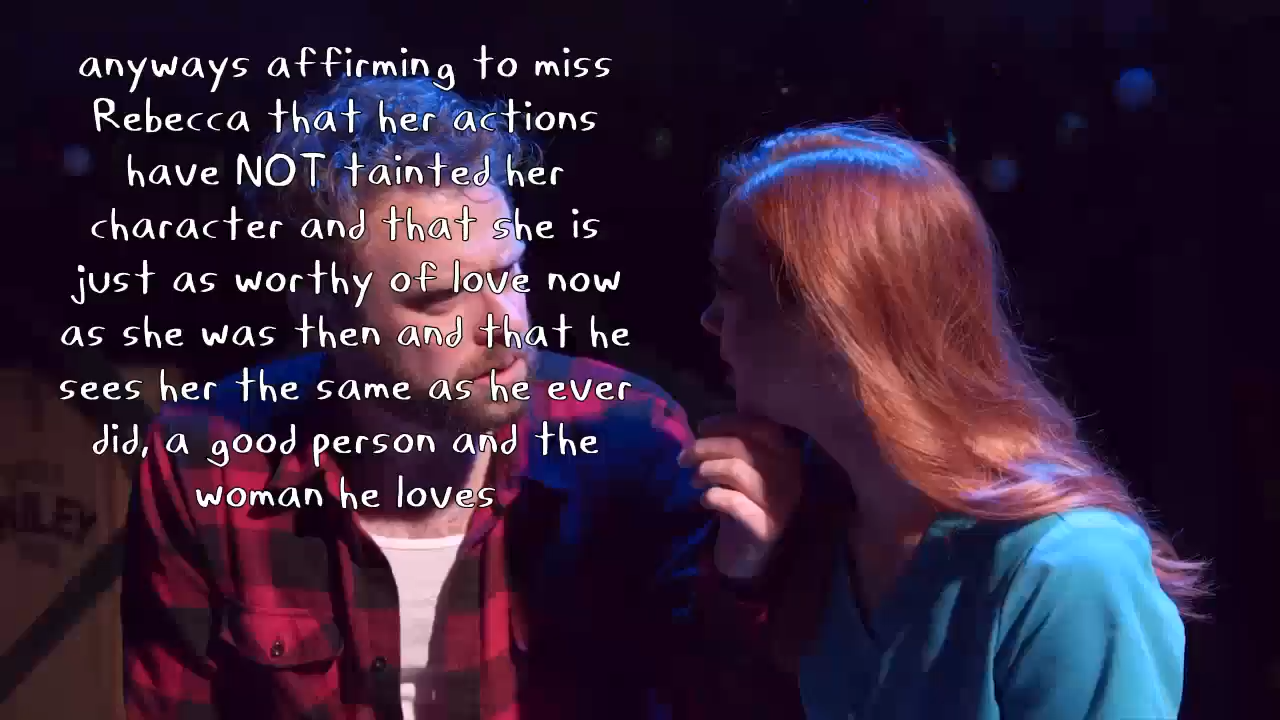 anyways affirming to miss
Rebecca that her actions
have NOT tainted her
character and that she is
just as worthy of love now
as she was then and that he
sees her the same as he ever
did, a good person and the
woman he loves